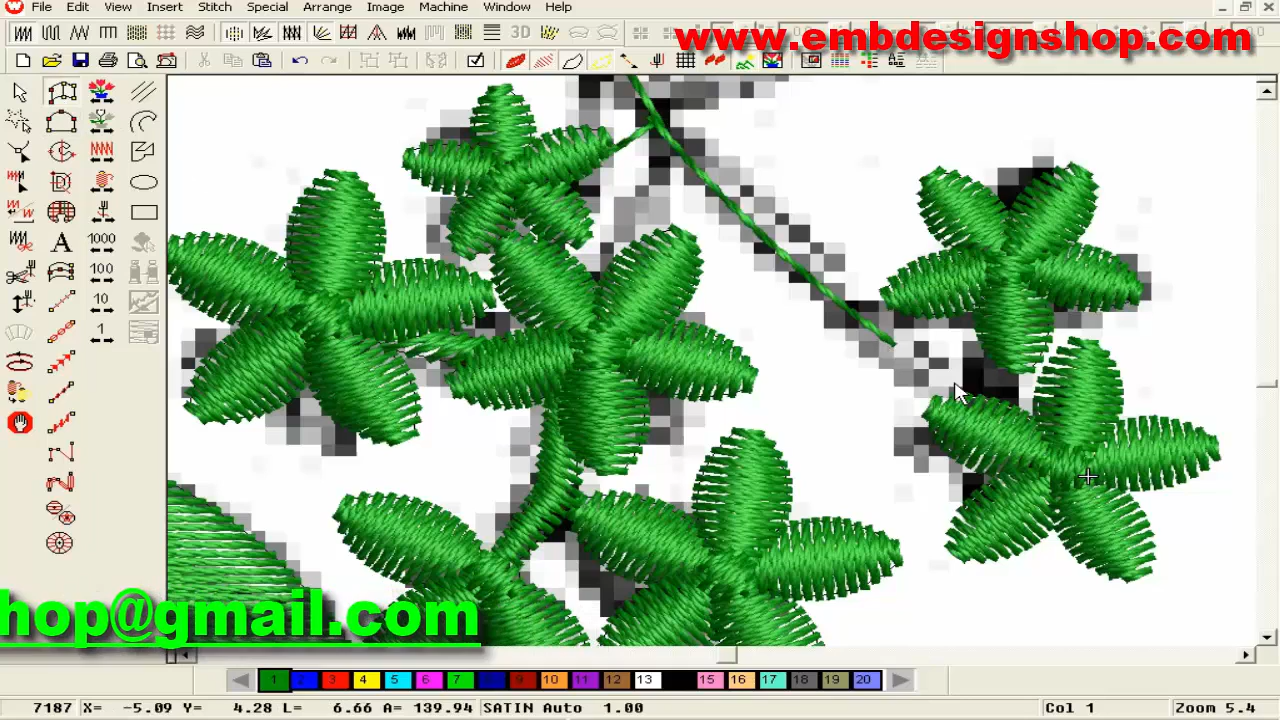 File Edit View Insert Stitch Special Arrange Image Machine Window Help
www.embdesignshop.com
3D
A 1000
100
10
1
hop@gmail.com
1 2 3 4 5 6 7 8 9 10 11 12 13 15 16 17 18 19 20
7187 X= -5.09 Y= 4.28 L= 6.66 A= 139.94 SATIN Auto 1.00 Col 1 Zoom 5.4